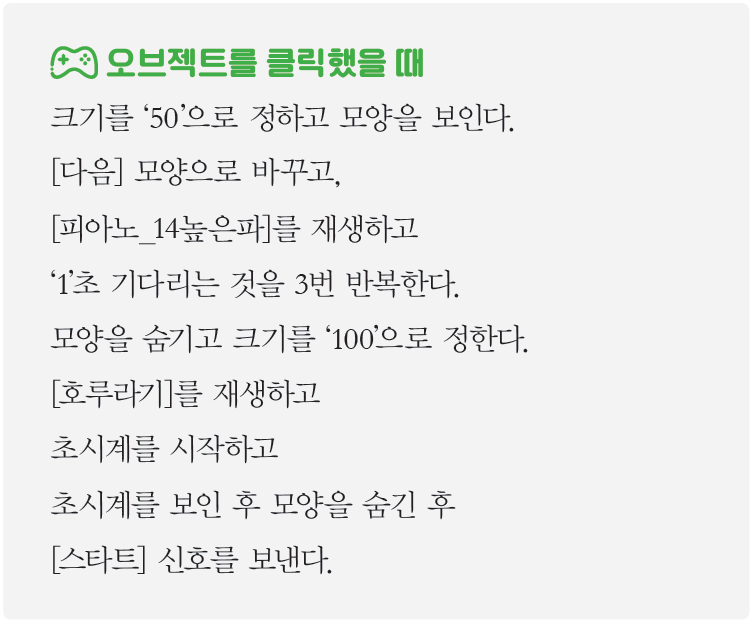 오브젝트를 클릭했을 때
크기를 ‘50’으로 정하고 모양을 보인다.
[다음] 모양으로 바꾸고,
[피아노_14높은파]를 재생하고
‘1’초 기다리는 것을 3번 반복한다.
모양을 숨기고 크기를 ‘100’으로 정한다.
[호루라기]를 재생하고
초시계를 시작하고
초시계를 보인 후 모양을 숨긴 후
[스타트] 신호를 보낸다.